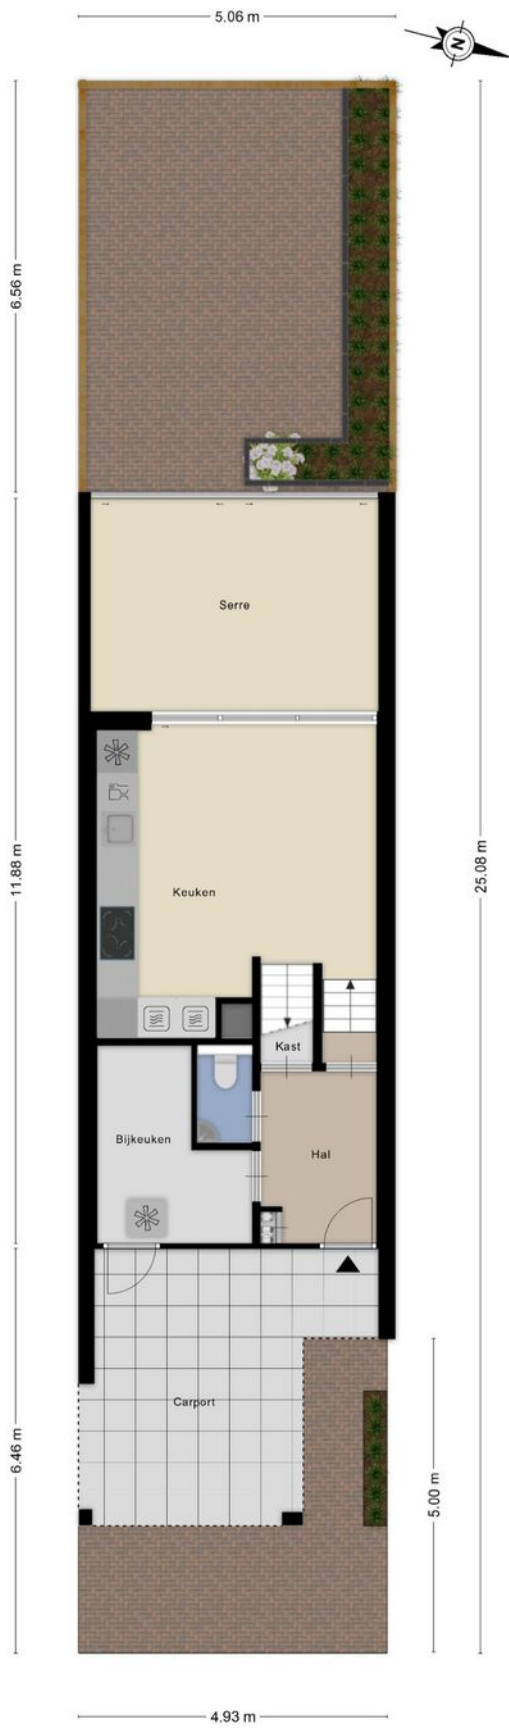 5.06 m
N
6.56 m
Serre
11.88 m
25.08 m
Keuken
Kast
Bijkeuken
Hal
Carport
6.46 m
5.00 m
4.93 m